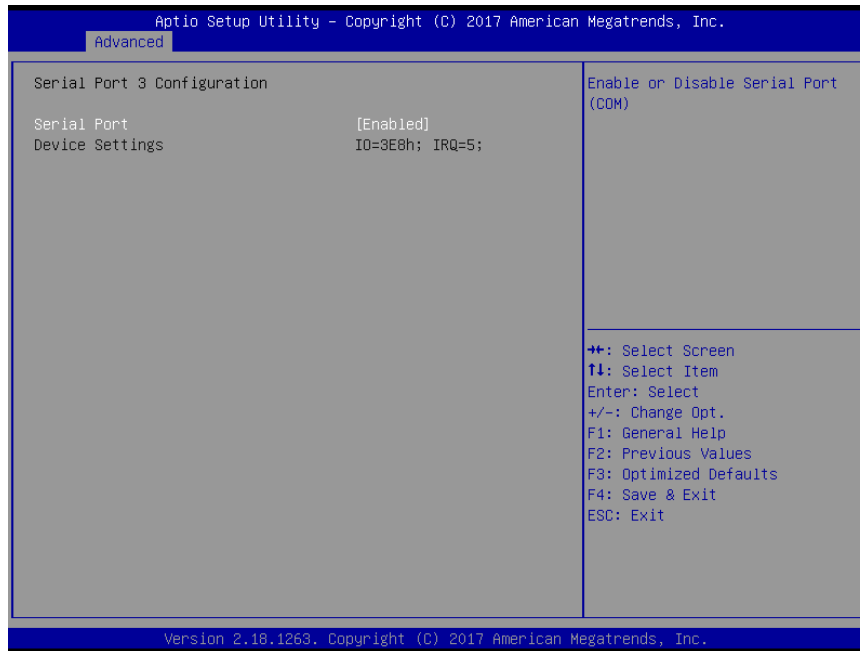 Aptio Setup Utility – Copyright (C) 2017 American Megatrends, Inc.
Advanced
Serial Port 3 Configuration
Serial Port [Enabled]
Device Settings IO=3E8h; IRQ=5;
Enable or Disable Serial Port
(COM)
→←: Select Screen
↑↓: Select Item
Enter: Select
+/-: Change Opt.
F1: General Help
F2: Previous Values
F3: Optimized Defaults
F4: Save & Exit
ESC: Exit
Version 2.18.1263. Copyright (C) 2017 American Megatrends, Inc.